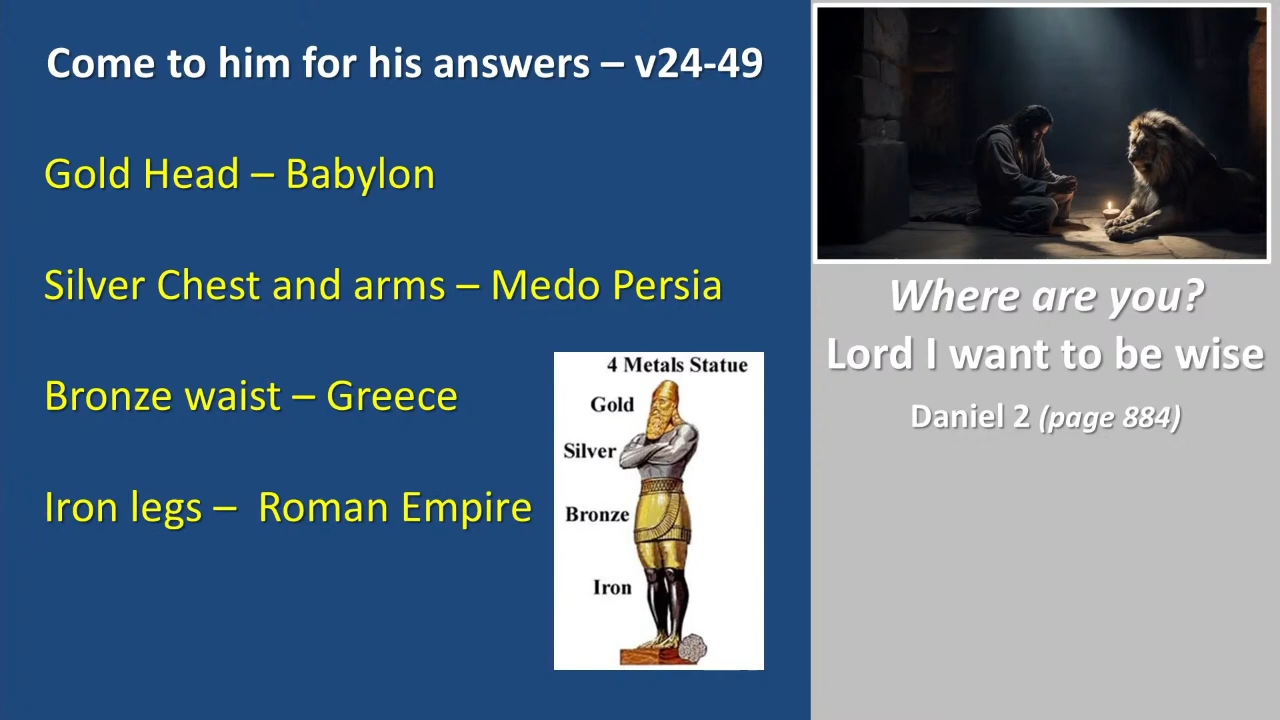 Come to him for his answers – v24-49
Gold Head – Babylon
Silver Chest and arms – Medo Persia
Bronze waist – Greece
Iron legs –  Roman Empire
4 Metals Statue
Gold
Silver
Bronze
Iron
Where are you?
Lord I want to be wise
Daniel 2 (page 884)